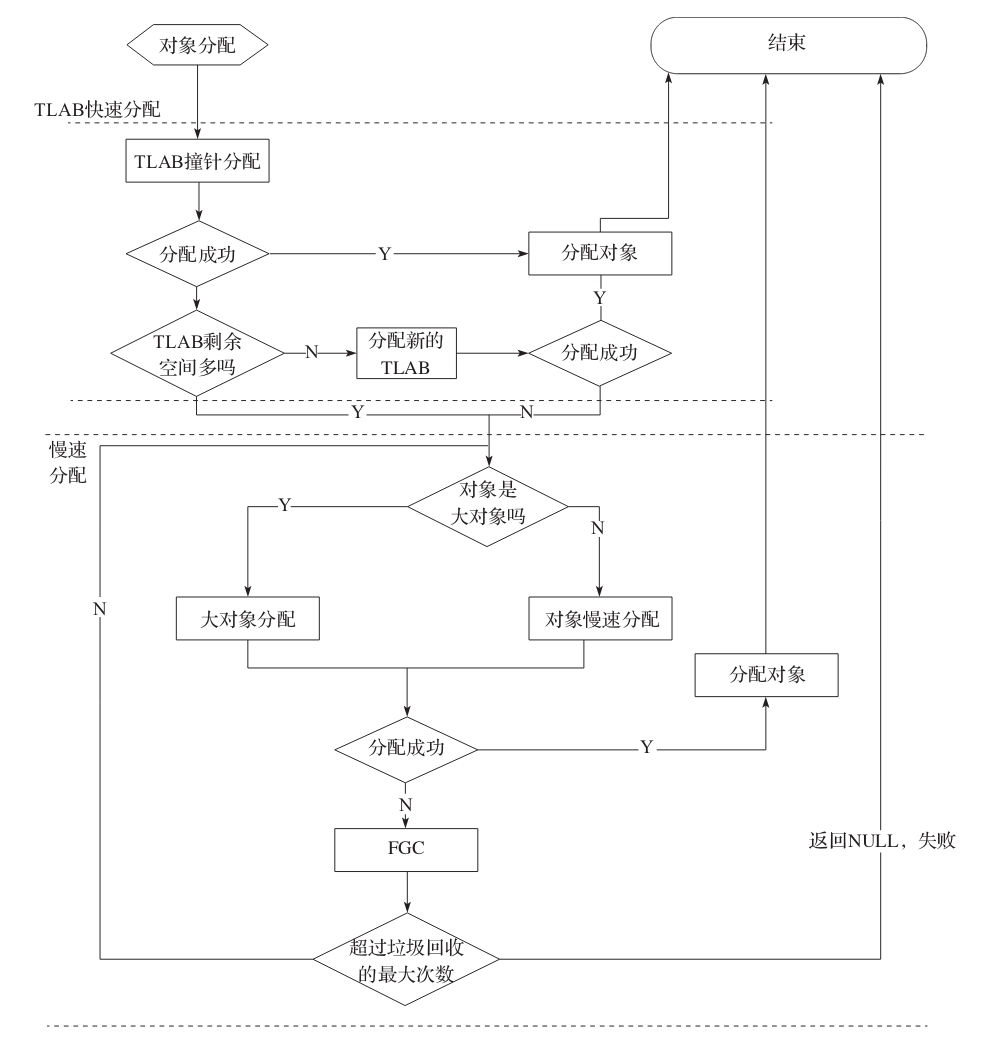 对象分配
结束
TLAB快速分配
TLAB撞针分配
分配成功
Y
分配对象
Y
TLAB剩余
空间多吗
N
分配新的
TLAB
分配成功
Y
N
慢速
分配
对象是
大对象吗
Y
N
N
大对象分配
对象慢速分配
分配对象
分配成功
Y
N
FGC
返回NULL，失败
超过垃圾回收
的最大次数